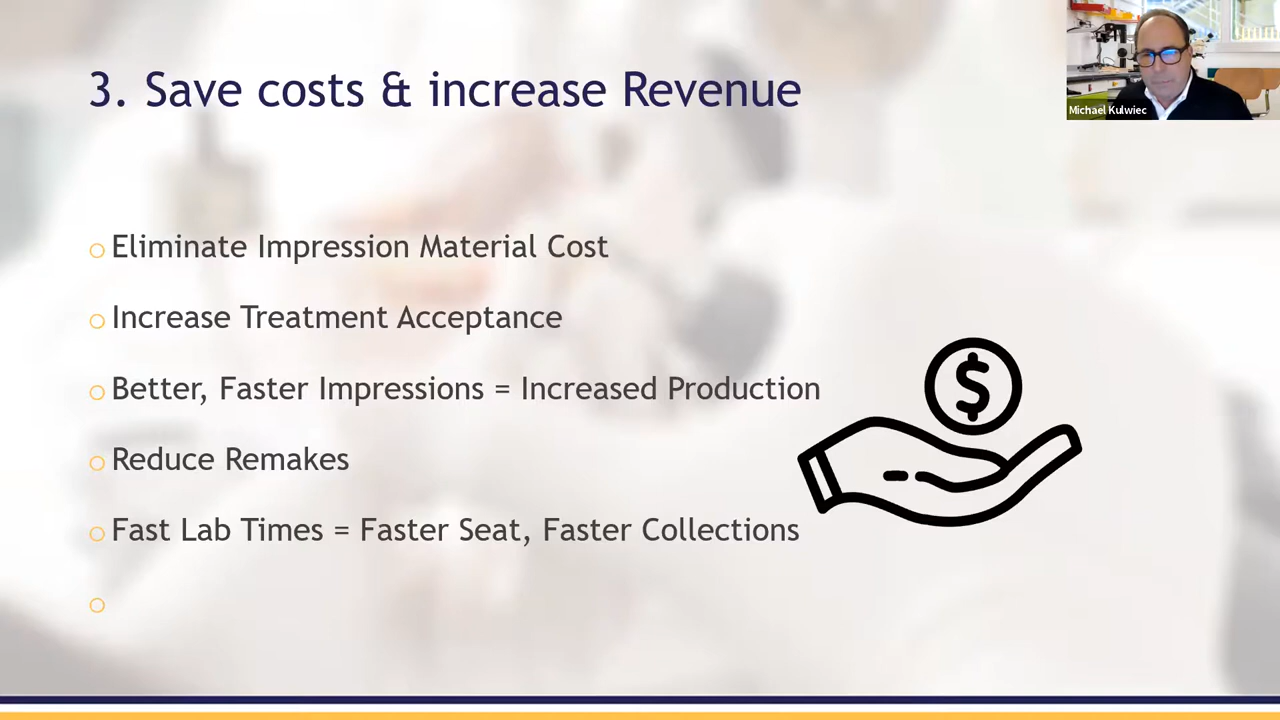 3. Save costs & increase Revenue
Michael Kulwiec
Eliminate Impression Material Cost
Increase Treatment Acceptance
Better, Faster Impressions = Increased Production
$
Reduce Remakes
Fast Lab Times = Faster Seat, Faster Collections